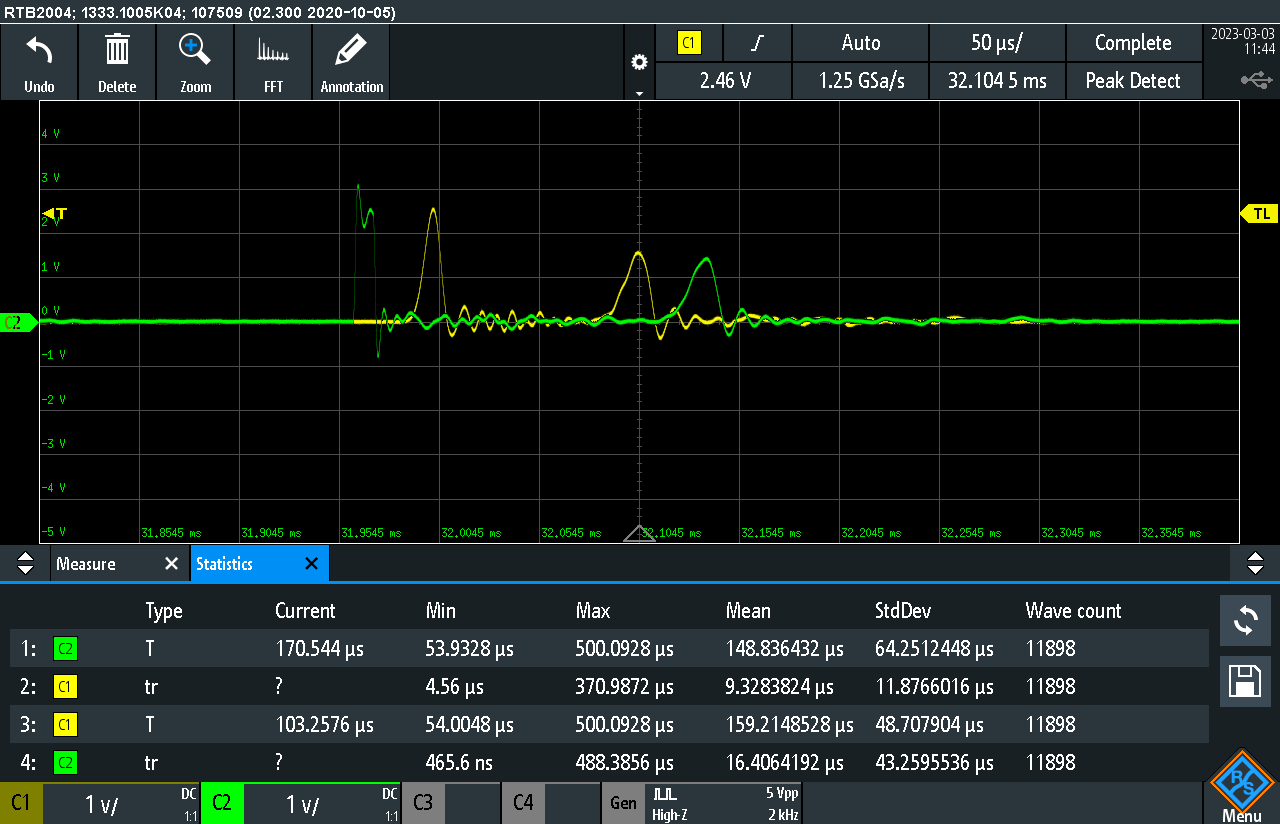 RTB2004; 1333.1005K04; 107509 (02.300 2020-10-05)
Undo Delete Zoom FFT Annotation
C1 Auto 50 µs/ Complete
2.46 V 1.25 GSa/s 32.104 5 ms Peak Detect
2023-03-03
11:44
4 V
3 V
T
2 V
TL
1 V
0 V
C2
-1 V
-2 V
-3 V
-4 V
-5 V
31.8545 ms 31.9045 ms 31.9545 ms 32.0045 ms 32.0545 ms 32.1045 ms 32.1545 ms 32.2045 ms 32.2545 ms 32.3045 ms 32.3545 ms
Measure Statistics
Type Current Min Max Mean StdDev Wave count
1: C2 T 170.544 µs 53.9328 µs 500.0928 µs 148.836432 µs 64.2512448 µs 11898
2: C1 tr ? 4.56 µs 370.9872 µs 9.3283824 µs 11.8766016 µs 11898
3: C1 T 103.2576 µs 54.0048 µs 500.0928 µs 159.2148528 µs 48.707904 µs 11898
4: C2 tr ? 465.6 ns 488.3856 µs 16.4064192 µs 43.2595536 µs 11898
C1 1 V/ DC 1:1 C2 1 V/ DC 1:1 C3 C4 Gen High-Z 5 Vpp 2 kHz
R S
Menu